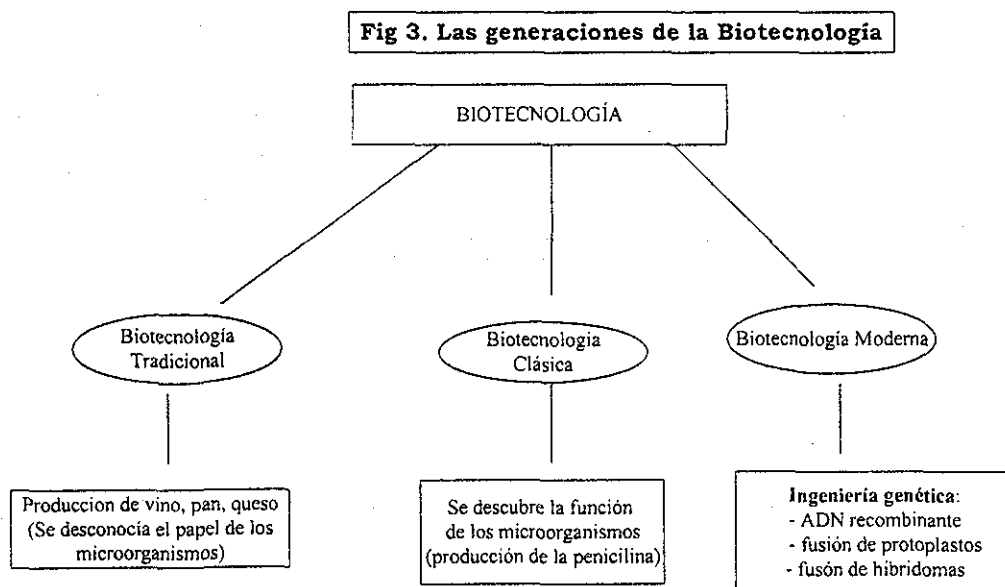 Fig 3. Las generaciones de la Biotecnología
BIOTECNOLOGÍA
Biotecnología
Tradicional
Biotecnologia
Clásica
Biotecnología Moderna
Produccion de vino, pan, queso
(Se desconocía el papel de los
microorganismos)
Se descubre la función
de los microorganismos
(producción de la penicilina)
Ingeniería genética:
- ADN recombinante
- fusión de protoplastos
- fusón de hibridomas